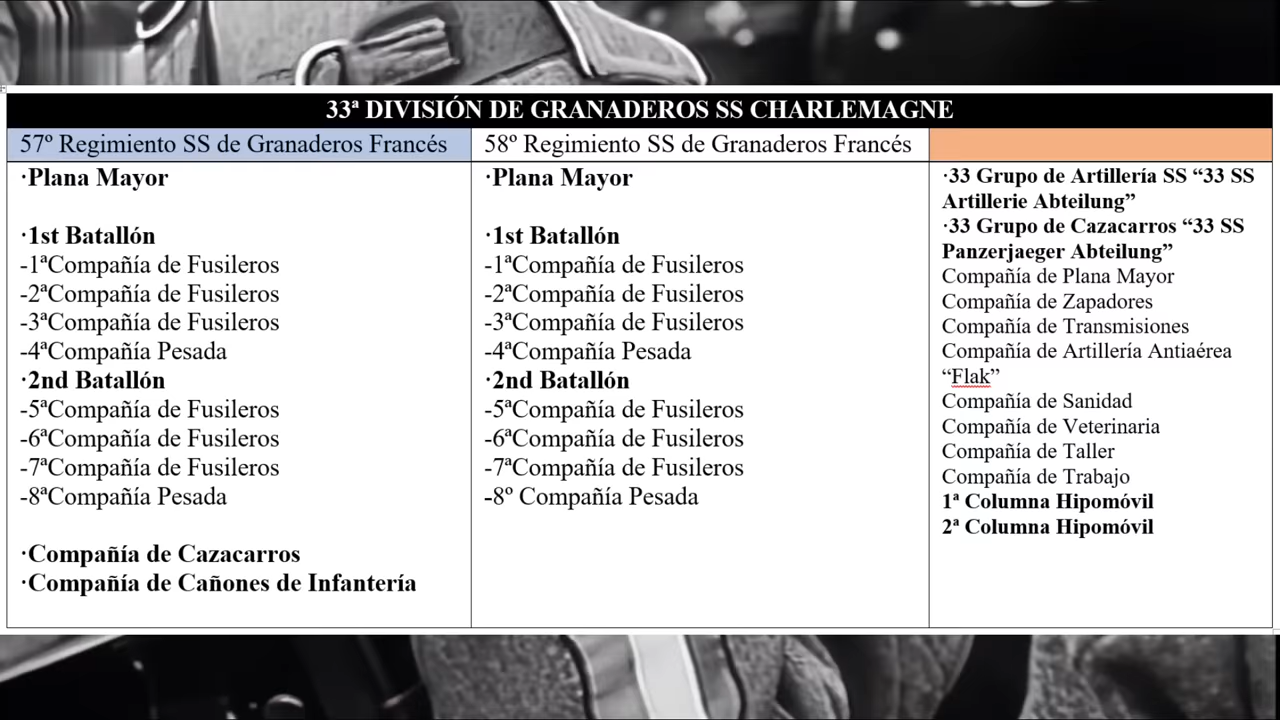 33ª DIVISIÓN DE GRANADEROS SS CHARLEMAGNE
57º Regimiento SS de Granaderos Francés
·Plana Mayor
·1st Batallón
-1ªCompañía de Fusileros
-2ªCompañía de Fusileros
-3ªCompañía de Fusileros
-4ªCompañía Pesada
·2nd Batallón
-5ªCompañía de Fusileros
-6ªCompañía de Fusileros
-7ªCompañía de Fusileros
-8ªCompañía Pesada
·Compañía de Cazacarros
·Compañía de Cañones de Infantería
58º Regimiento SS de Granaderos Francés
·Plana Mayor
·1st Batallón
-1ªCompañía de Fusileros
-2ªCompañía de Fusileros
-3ªCompañía de Fusileros
-4ªCompañía Pesada
·2nd Batallón
-5ªCompañía de Fusileros
-6ªCompañía de Fusileros
-7ªCompañía de Fusileros
-8º Compañía Pesada
·33 Grupo de Artillería SS “33 SS
Artillerie Abteilung”
·33 Grupo de Cazacarros “33 SS
Panzerjaeger Abteilung”
Compañía de Plana Mayor
Compañía de Zapadores
Compañía de Transmisiones
Compañía de Artillería Antiaérea
“Flak”
Compañía de Sanidad
Compañía de Veterinaria
Compañía de Taller
Compañía de Trabajo
1ª Columna Hipomóvil
2ª Columna Hipomóvil